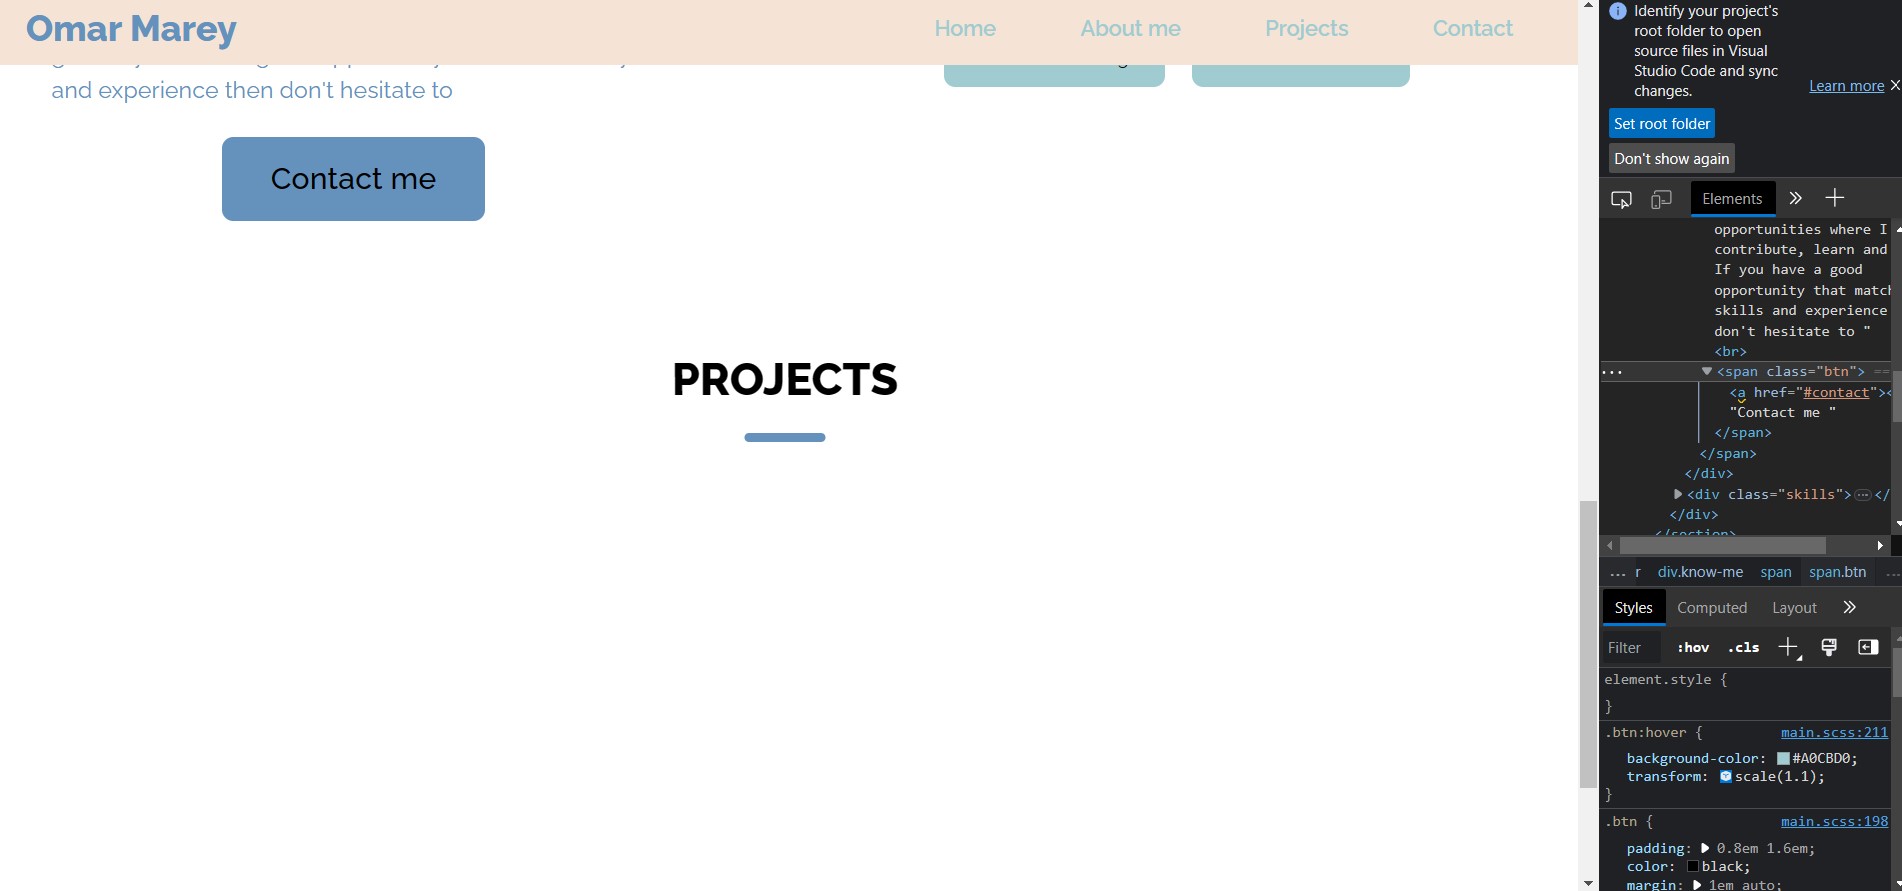 Omar Marey
Home
About me
Projects
Contact
and experience then don't hesitate to
Contact me
PROJECTS
Identify your project's
root folder to open
source files in Visual
Studio Code and sync
changes.
Learn more
Set root folder
Don't show again
Elements
opportunities where I
contribute, learn and
If you have a good
opportunity that match
skills and experience
don't hesitate to "
<br>
... <span class="btn"> ==
<a href="#contact"><
"Contact me "
</span>
</span>
</div>
<div class="skills"> ... </
</div>
</section>
... r div.know-me span span.btn ...
Styles Computed Layout
Filter :hov .cls
element.style {
}
.btn:hover { main.scss:211
background-color: #A0CBD0;
transform: scale(1.1);
}
.btn { main.scss:198
padding: 0.8em 1.6em;
color: black;
margin: 1em auto;